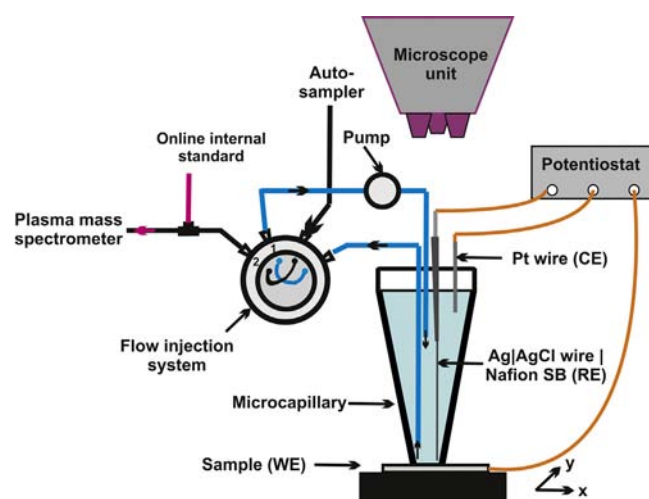 Microscope
unit
Auto-
sampler
Online internal
standard
Pump
Potentiostat
Plasma mass
spectrometer
1
2
Pt wire (CE)
Flow injection
system
Ag|AgCl wire |
Nafion SB (RE)
Microcapillary
Sample (WE)
y
x